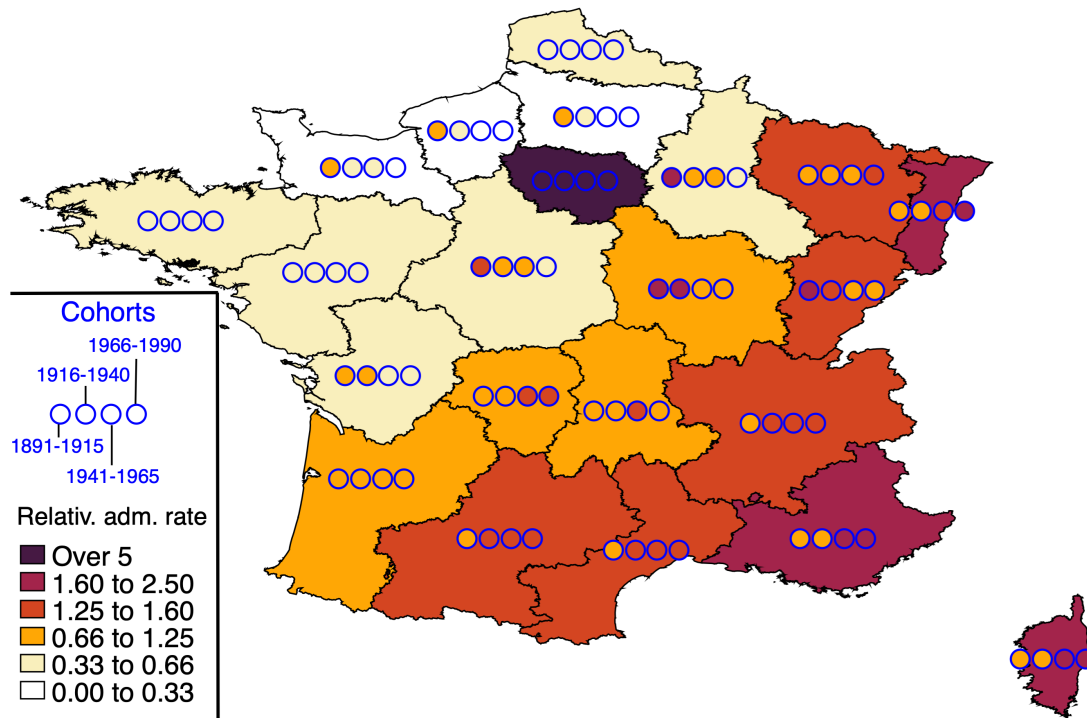 Cohorts
1966-1990
1916-1940
1891-1915
1941-1965
Relativ. adm. rate
Over 5
1.60 to 2.50
1.25 to 1.60
0.66 to 1.25
0.33 to 0.66
0.00 to 0.33